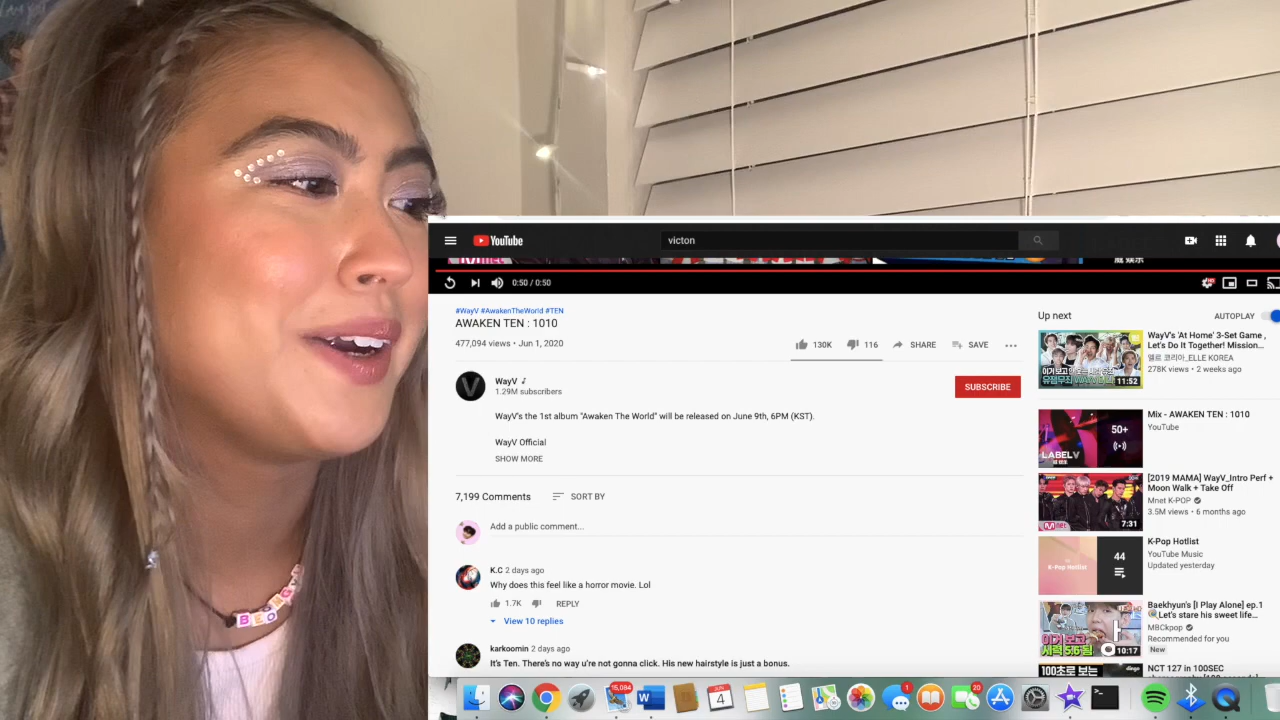 YouTube
victon
0:50 / 0:50
#WayV #AwakenTheWorld #TEN
AWAKEN TEN : 1010
477,094 views • Jun 1, 2020
130K
116
SHARE
SAVE
WayV
1.29M subscribers
SUBSCRIBE
WayV's the 1st album "Awaken The World" will be released on June 9th, 6PM (KST).
WayV Official
SHOW MORE
7,199 Comments
SORT BY
Add a public comment...
K.C 2 days ago
Why does this feel like a horror movie. Lol
1.7K
REPLY
View 10 replies
karkoomin 2 days ago
It's Ten. There's no way u're not gonna click. His new hairstyle is just a bonus.
Up next
AUTOPLAY
WayV's 'At Home' 3-Set Game ,
Let's Do It Together! Mission...
엘르 코리아_ELLE KOREA
278K views • 2 weeks ago
11:52
Mix - AWAKEN TEN : 1010
YouTube
50+
LABELV
[2019 MAMA] WayV_Intro Perf +
Moon Walk + Take Off
Mnet K-POP
3.5M views • 6 months ago
7:31
K-Pop Hotlist
YouTube Music
Updated yesterday
44
K-Pop Hotlist
Baekhyun's [I Play Alone] ep.1
Let's stare his sweet life...
MBCkpop
Recommended for you
New
10:17
NCT 127 in 100SEC
15,084
JUN
4
1
20
BEO